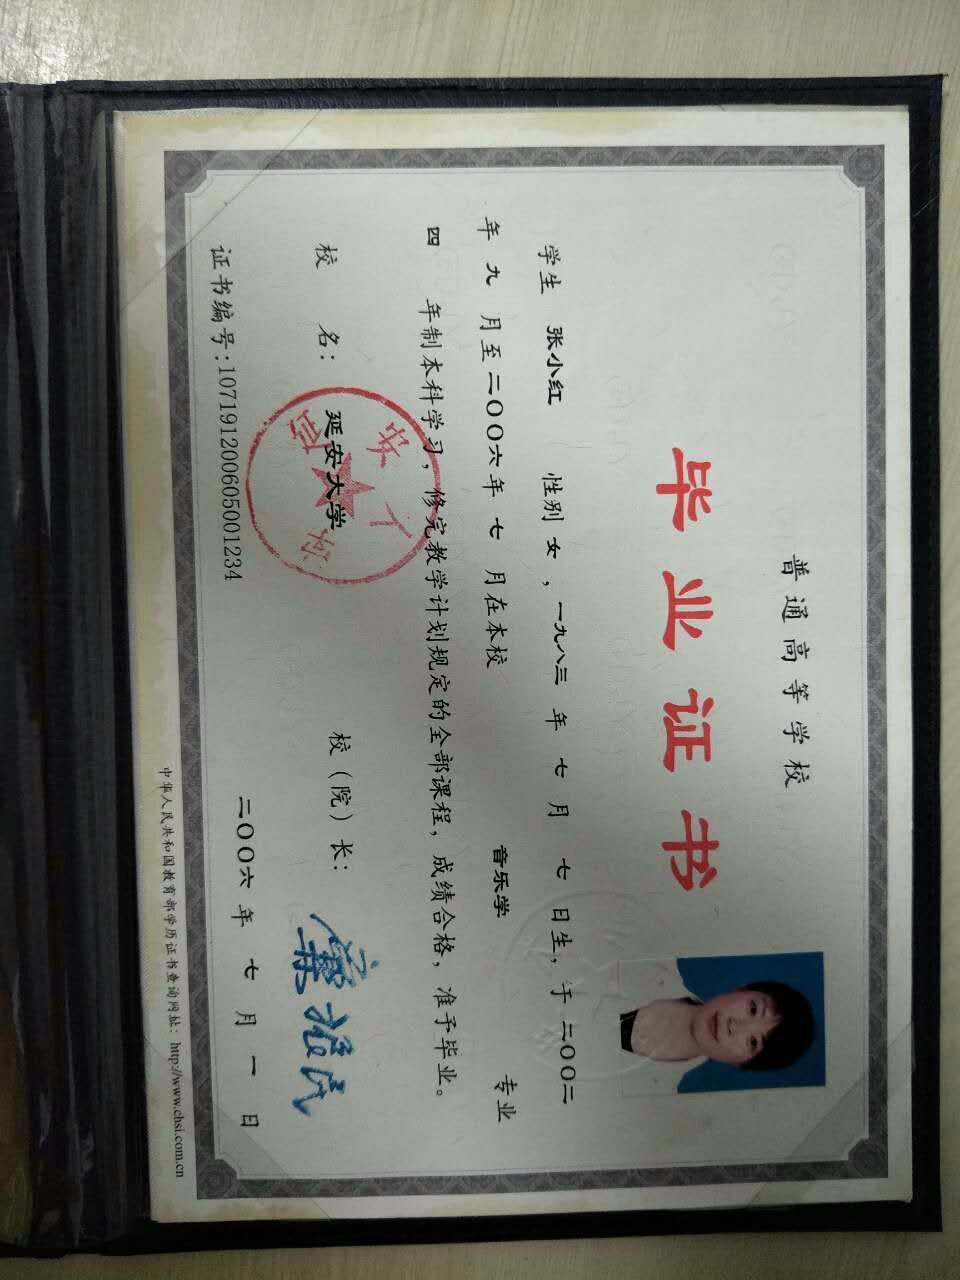 普通高等学校
毕业证书
学生 张小红 性别 女，一九八三 年 七 月 七 日生，于 二〇〇二
年 九 月至 二〇〇六 年 七 月在本校 音乐学 专业
四 年制本科学习，修完教学计划规定的全部课程，成绩合格，准予毕业。
校 名： 延安大学 校（院）长：
证书编号：107191200605001234 二〇〇六 年 七 月 一 日
中华人民共和国教育部学历证书查询网址：http://www.chsi.com.cn